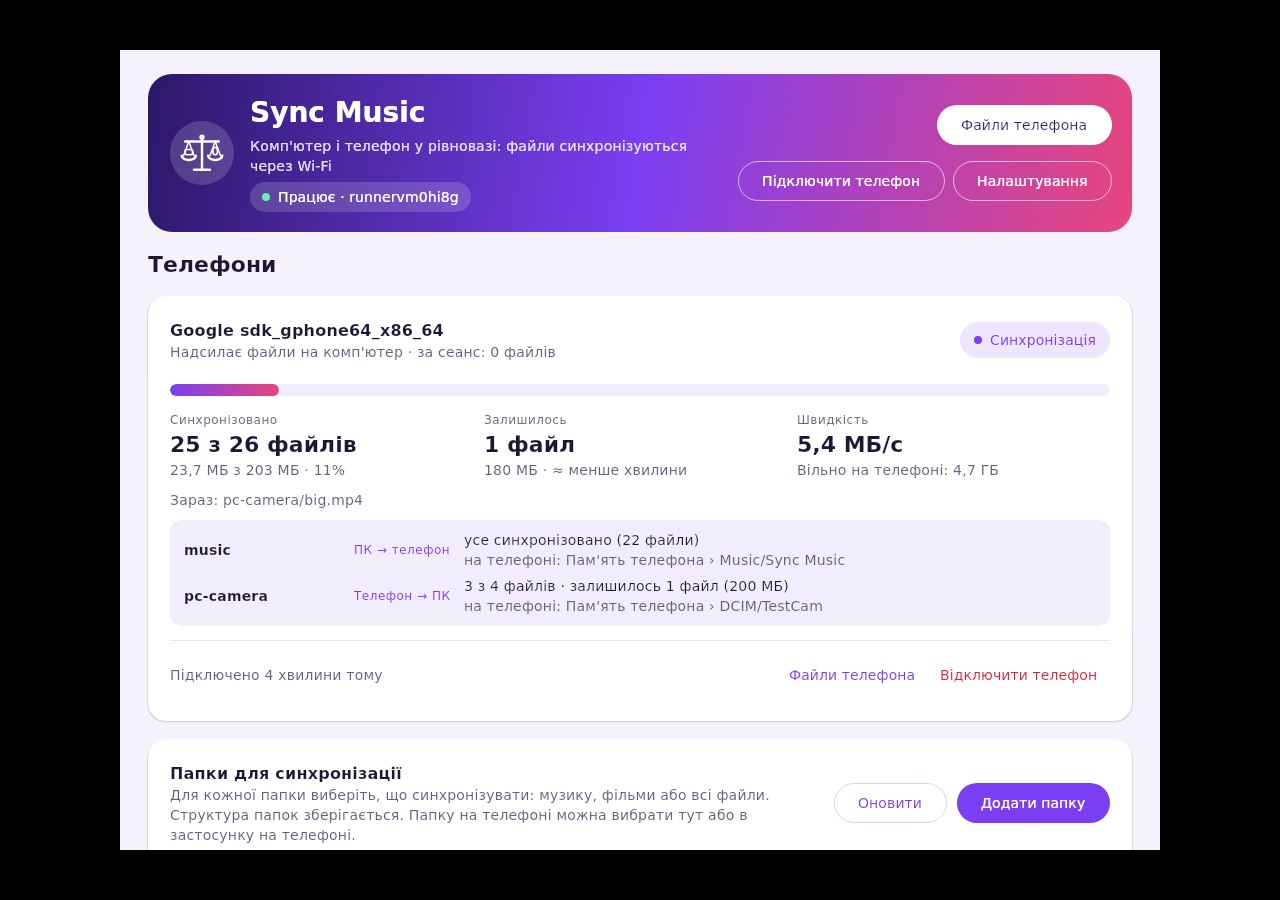 Sync Music
Комп'ютер і телефон у рівновазі: файли синхронізуються
через Wi-Fi
Працює · runnervm0hi8g
Файли телефона
Підключити телефон
Налаштування
Телефони
Google sdk_gphone64_x86_64
Надсилає файли на комп'ютер · за сеанс: 0 файлів
Синхронізація
Синхронізовано
25 з 26 файлів
23,7 МБ з 203 МБ · 11%
Залишилось
1 файл
180 МБ · ≈ менше хвилини
Швидкість
5,4 МБ/с
Вільно на телефоні: 4,7 ГБ
Зараз: pc-camera/big.mp4
music
ПК → телефон
усе синхронізовано (22 файли)
на телефоні: Пам'ять телефона › Music/Sync Music
pc-camera
Телефон → ПК
3 з 4 файлів · залишилось 1 файл (200 МБ)
на телефоні: Пам'ять телефона › DCIM/TestCam
Підключено 4 хвилини тому
Файли телефона
Відключити телефон
Папки для синхронізації
Для кожної папки виберіть, що синхронізувати: музику, фільми або всі файли.
Структура папок зберігається. Папку на телефоні можна вибрати тут або в
застосунку на телефоні.
Оновити
Додати папку